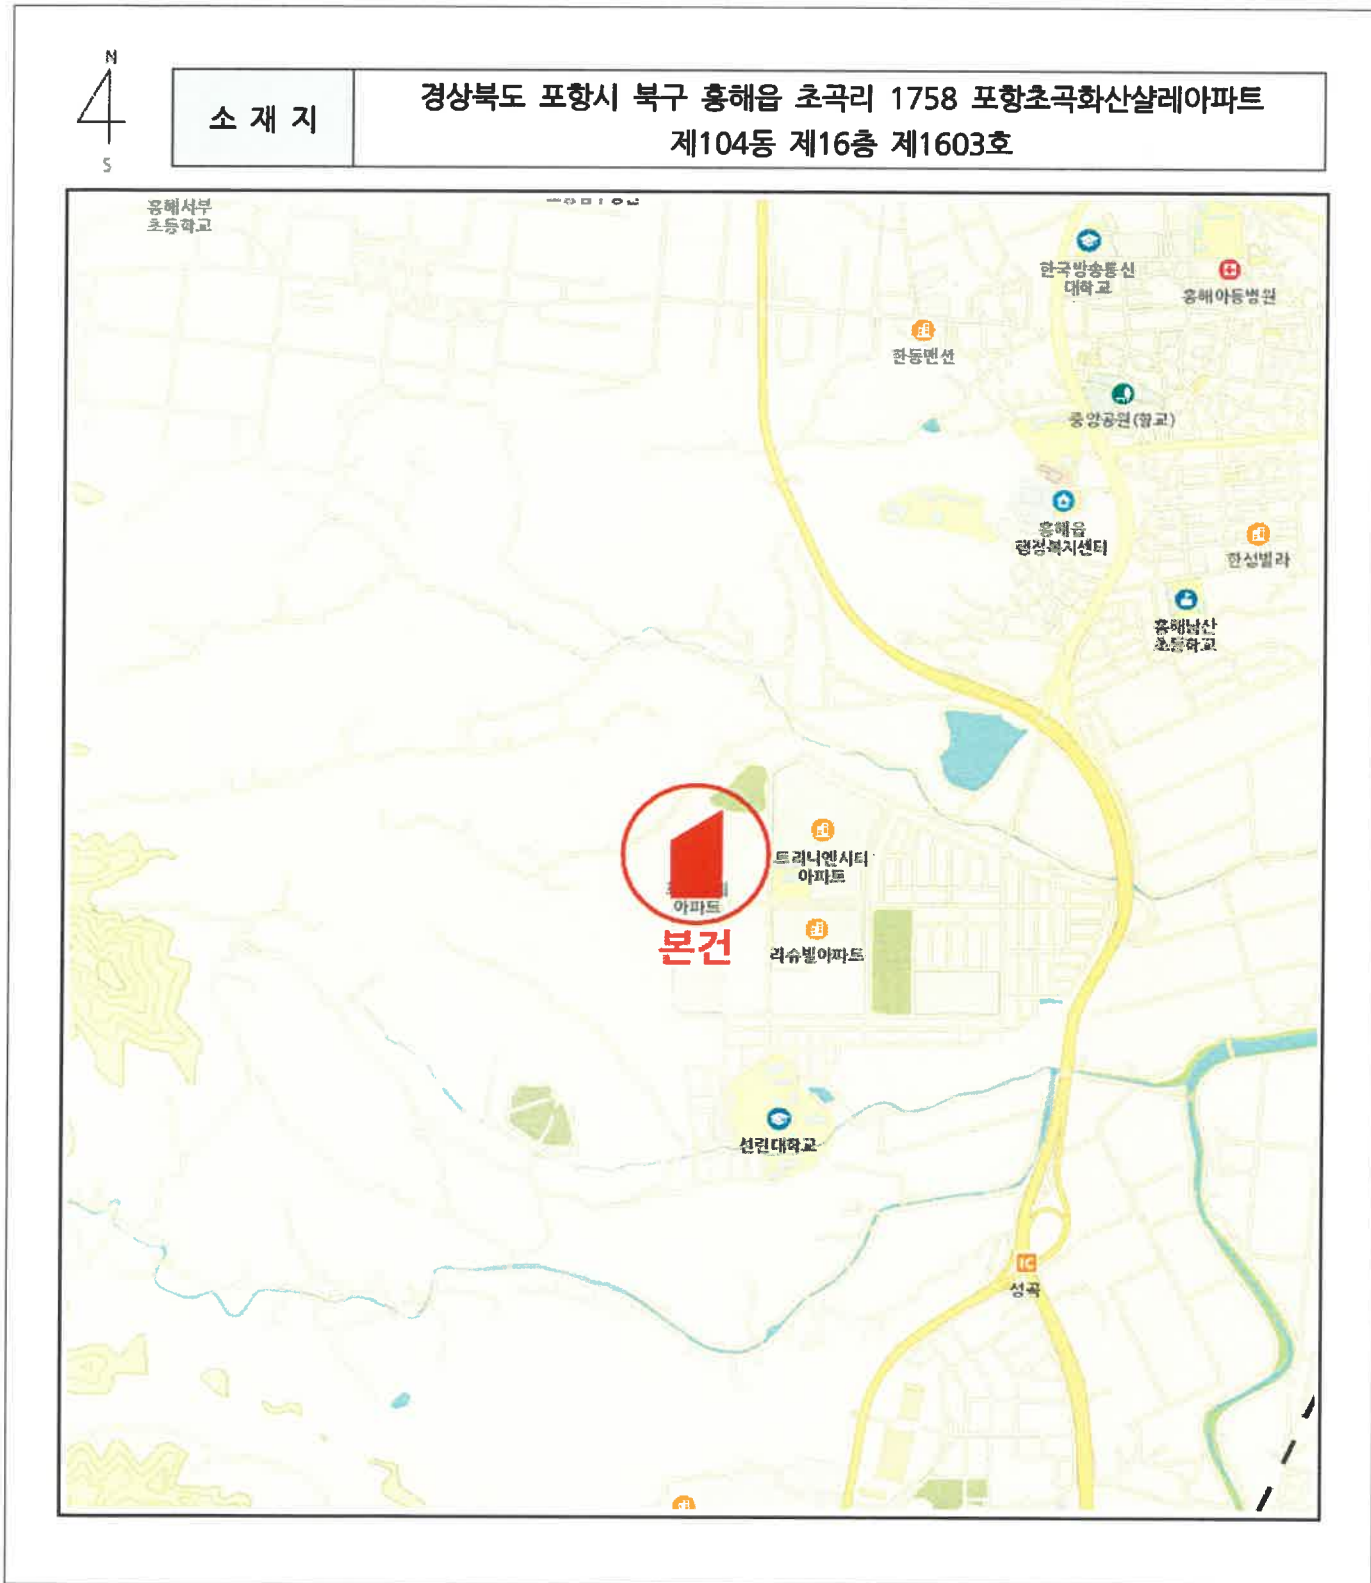 N
S
소 재 지
경상북도 포항시 북구 흥해읍 초곡리 1758 포항초곡화산샬레아파트
제104동 제16층 제1603호
흥해서부
초등학교
한국방송통신
대학교
흥해아동병원
한동맨션
중앙공원(향교)
흥해읍
행정복지센터
한성빌라
흥해남산
초등학교
트리니엔시티
아파트
아파트
본건
리슈빌아파트
선린대학교
IC
성곡